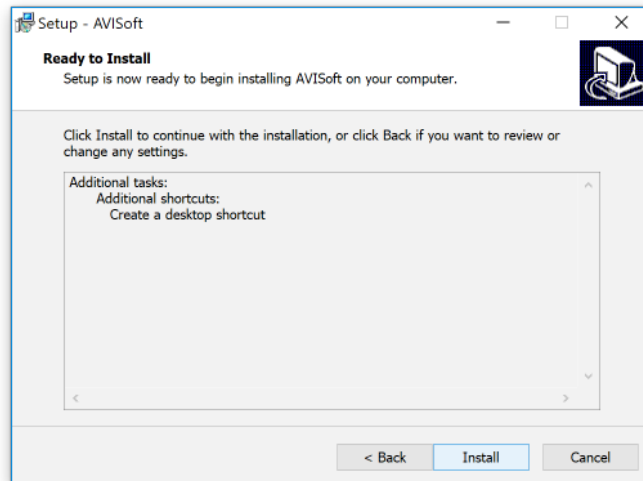 Setup - AVISoft
Ready to Install
Setup is now ready to begin installing AVISoft on your computer.
Click Install to continue with the installation, or click Back if you want to review or
change any settings.
Additional tasks:
Additional shortcuts:
Create a desktop shortcut
< Back
Install
Cancel